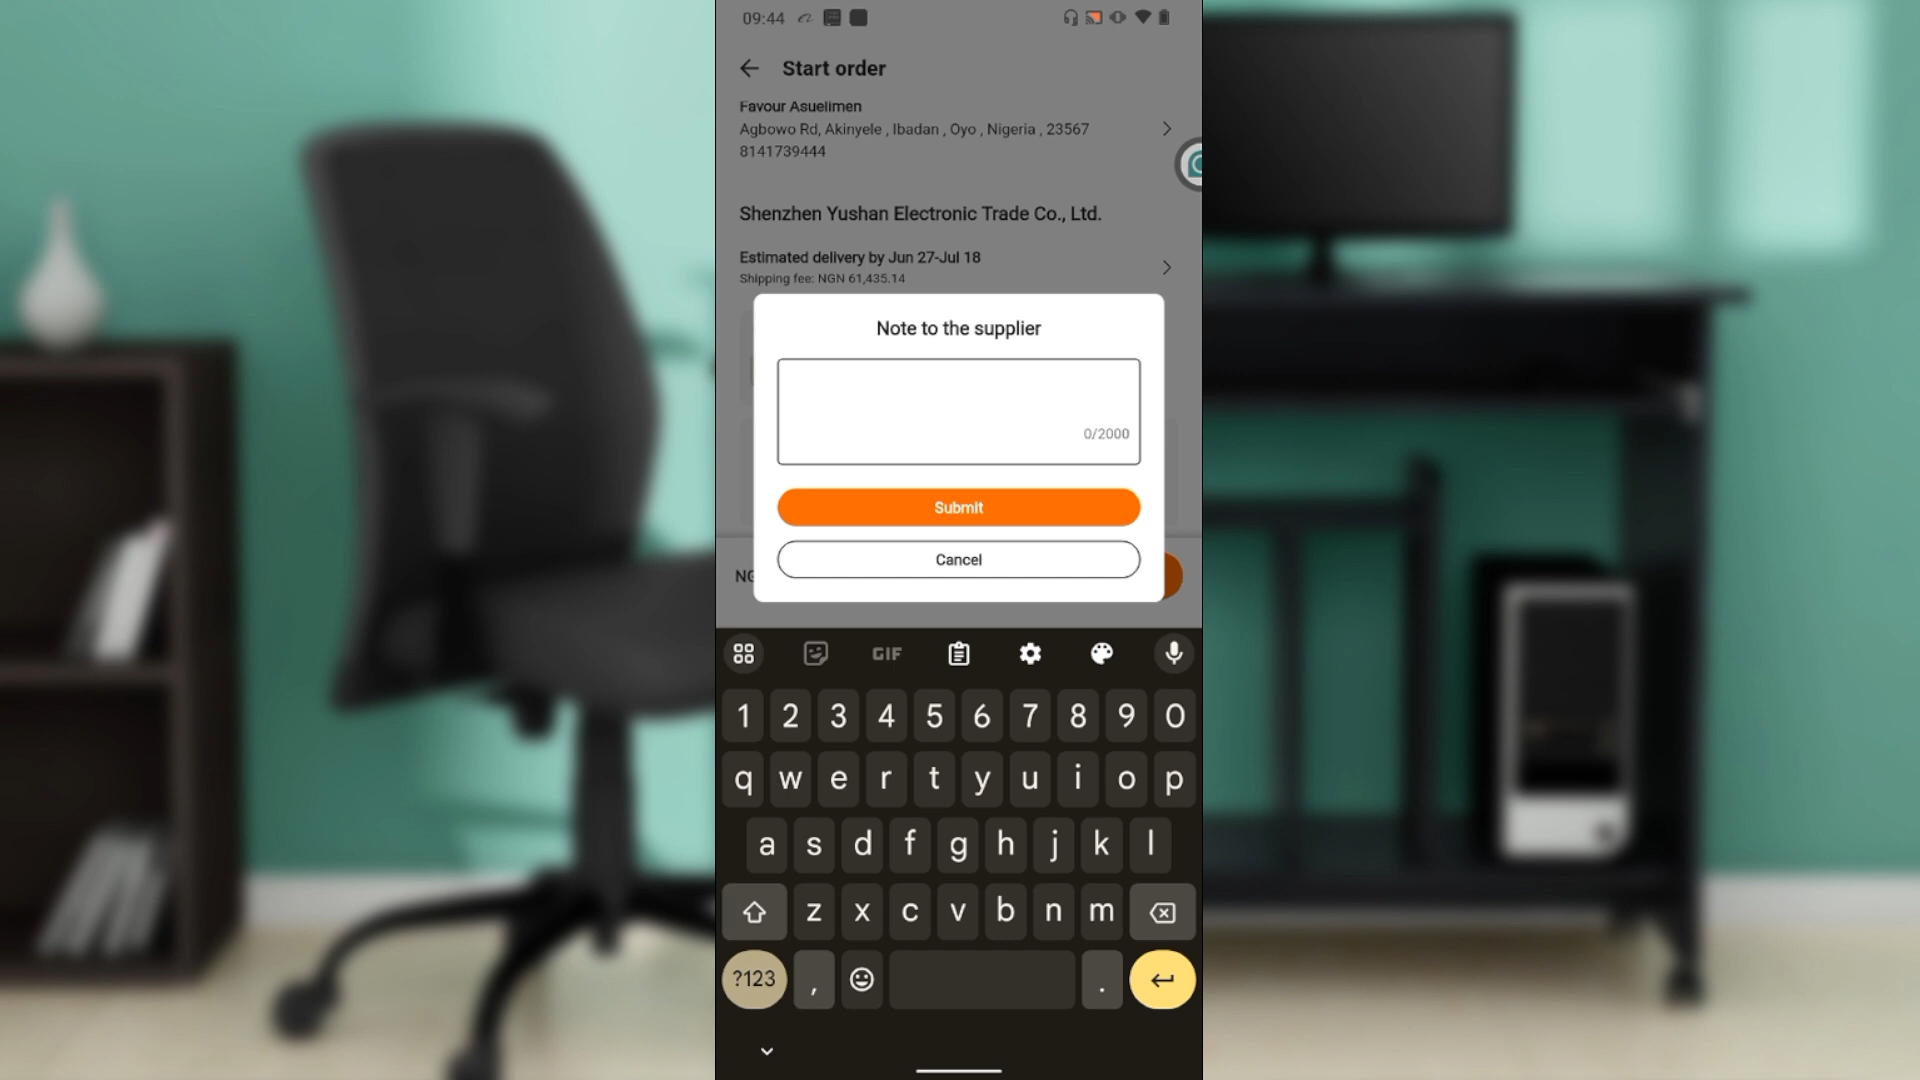 09:44
Start order
Favour Asuelimen
Agbowo Rd, Akinyele , Ibadan , Oyo , Nigeria , 23567
8141739444
Shenzhen Yushan Electronic Trade Co., Ltd.
Estimated delivery by Jun 27-Jul 18
Shipping fee: NGN 61,435.14
Note to the supplier
0/2000
Submit
Cancel
GIF
1 2 3 4 5 6 7 8 9 0
q w e r t y u i o p
a s d f g h j k l
z x c v b n m
?123 , .